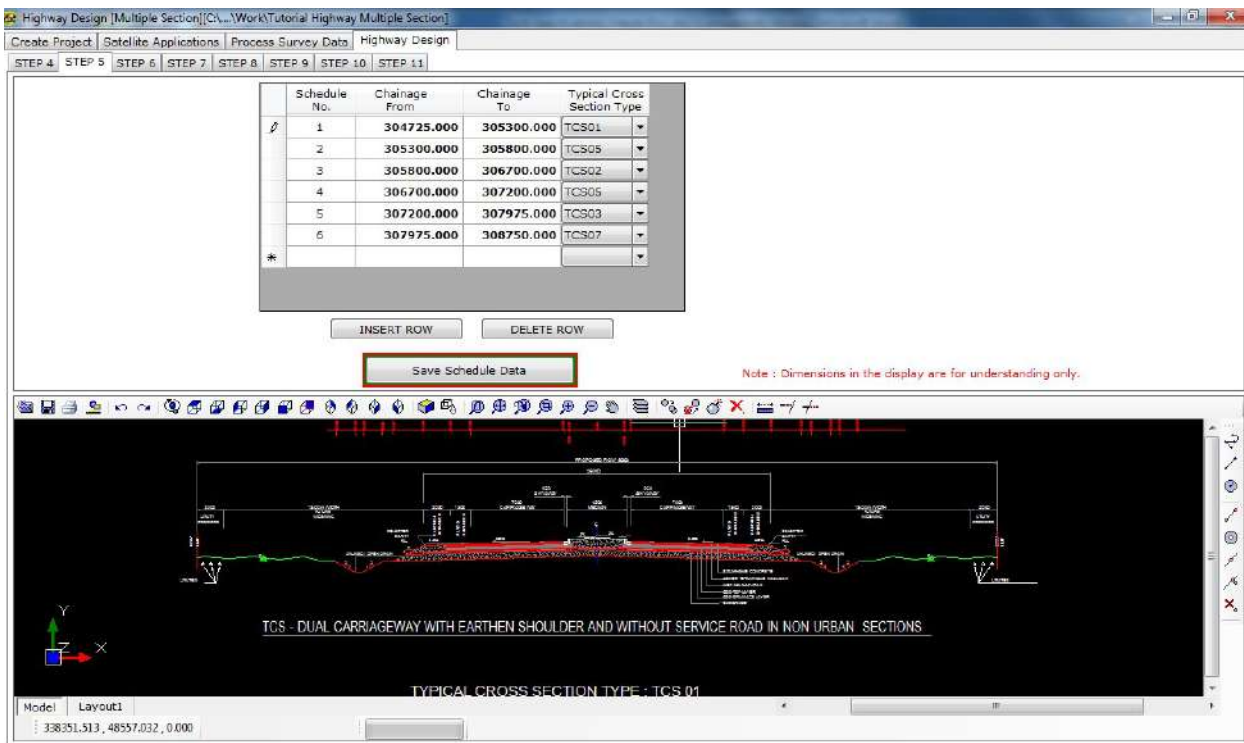 Highway Design [Multiple Section][C:\...\Work\Tutorial Highway Multiple Section]
Create Project Satellite Applications Process Survey Data Highway Design
STEP 4 STEP 5 STEP 6 STEP 7 STEP 8 STEP 9 STEP 10 STEP 11
Schedule No. Chainage From Chainage To Typical Cross Section Type
1 304725.000 305300.000 TCS01
2 305300.000 305800.000 TCS05
3 305800.000 306700.000 TCS02
4 306700.000 307200.000 TCS05
5 307200.000 307975.000 TCS03
6 307975.000 308750.000 TCS07
*
INSERT ROW DELETE ROW
Save Schedule Data
Note : Dimensions in the display are for understanding only.
MEDIAN
CARRIAGEWAY
TCS - DUAL CARRIAGEWAY WITH EARTHEN SHOULDER AND WITHOUT SERVICE ROAD IN NON URBAN SECTIONS
TYPICAL CROSS SECTION TYPE : TCS 01
Y
Z X
Model Layout1
338351.513 , 48557.032 , 0.000